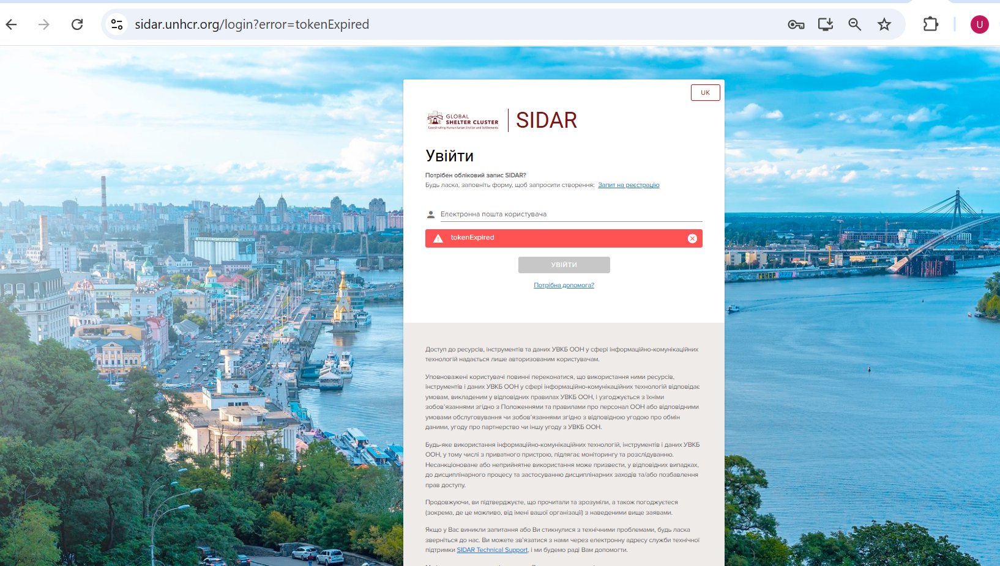 sidar.unhcr.org/login?error=tokenExpired
U
UK
GLOBAL
SHELTER CLUSTER
Coordinating Humanitarian Shelter and Settlements
SIDAR
Увійти
Потрібен обліковий запис SIDAR?
Будь ласка, заповніть форму, щоб запросити створення: Запит на реєстрацію
Електронна пошта користувача
tokenExpired
УВІЙТИ
Потрібна допомога?
Доступ до ресурсів, інструментів та даних УВКБ ООН у сфері інформаційно-комунікаційних
технологій надається лише авторизованим користувачам.
Уповноважені користувачі повинні переконатися, що використання ними ресурсів,
інструментів і даних УВКБ ООН у сфері інформаційно-комунікаційних технологій відповідає
умовам, викладеним у відповідних правилах УВКБ ООН, і узгоджується з їхніми
зобов'язаннями згідно з Положеннями та правилами про персонал ООН або відповідними
умовами обслуговування чи зобов'язаннями згідно з відповідною угодою про обмін
даними, угоду про партнерство чи іншу угоду з УВКБ ООН.
Будь-яке використання інформаційно-комунікаційних технологій, інструментів і даних УВКБ
ООН, у тому числі з приватного пристрою, підлягає моніторингу та розслідуванню.
Несанкціоноване або неприйнятне використання може призвести, у відповідних випадках,
до дисциплінарного процесу та застосуванню дисциплінарних заходів та/або позбавлення
прав доступу.
Продовжуючи, ви підтверджуєте, що прочитали та зрозуміли, а також погоджуєтеся
(зокрема, де це можливо, від імені вашої організації) з наведеними вище заявами.
Якщо у Вас виникли запитання або Ви стикнулися з технічними проблемами, будь ласка
зверніться до нас. Ви можете зв'язатися з нами через електронну адресу служби технічної
підтримки SIDAR Technical Support, і ми будемо раді Вам допомогти.